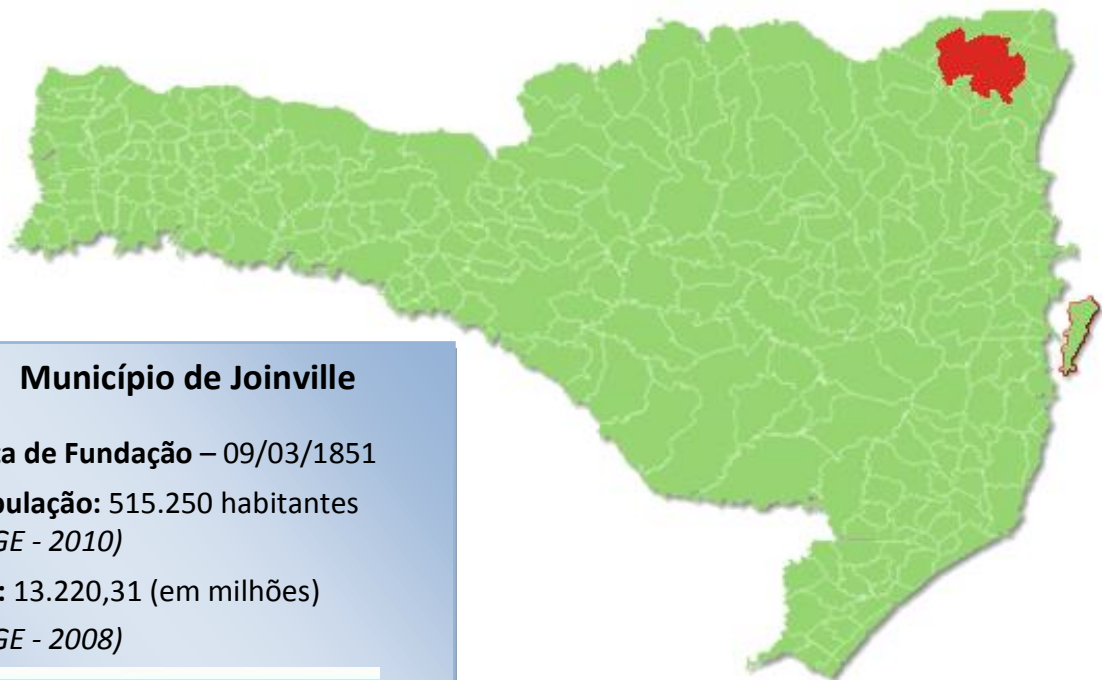 Município de Joinville
ta de Fundação – 09/03/1851
pulação: 515.250 habitantes
GE - 2010)
: 13.220,31 (em milhões)
GE - 2008)